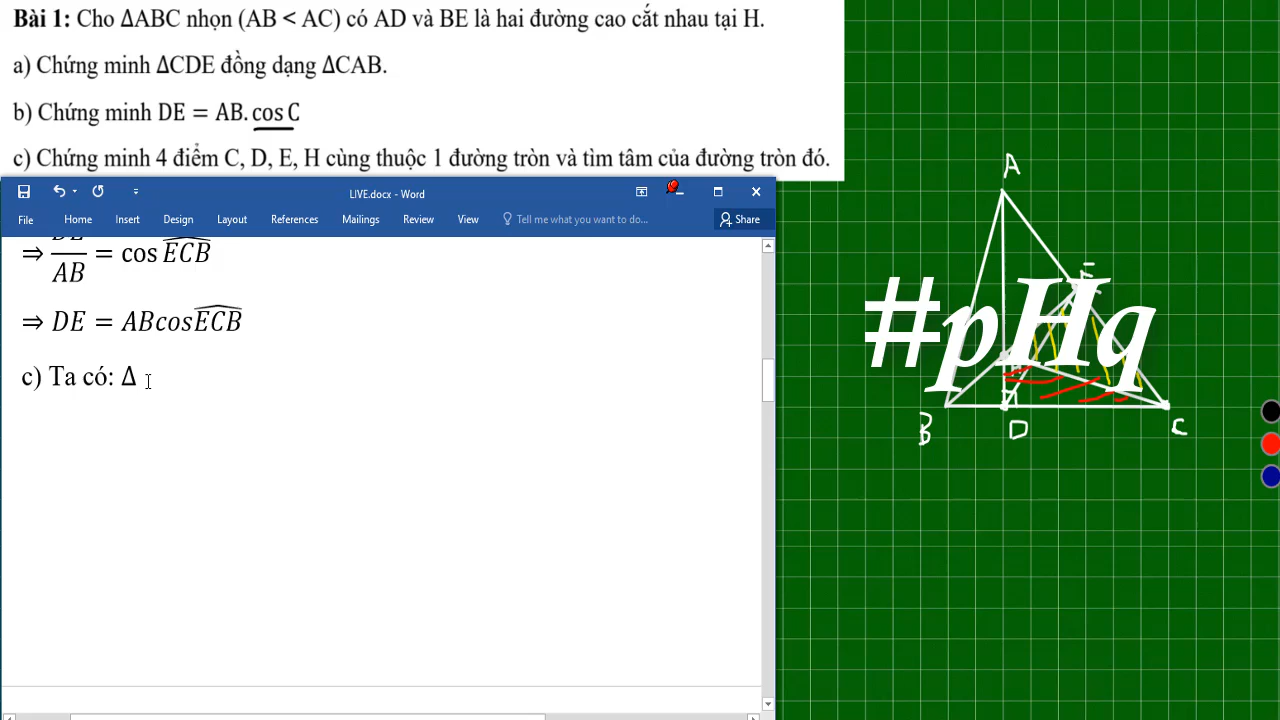 Bài 1: Cho ΔABC nhọn (AB < AC) có AD và BE là hai đường cao cắt nhau tại H.
a) Chứng minh ΔCDE đồng dạng ΔCAB.
b) Chứng minh DE = AB. cos C
c) Chứng minh 4 điểm C, D, E, H cùng thuộc 1 đường tròn và tìm tâm của đường tròn đó.
LIVE.docx - Word
File Home Insert Design Layout References Mailings Review View Tell me what you want to do... Share
⇒ DE/AB = cos ECB
⇒ DE = ABcosECB
c) Ta có: Δ
A
E
#pHq
B
D
C